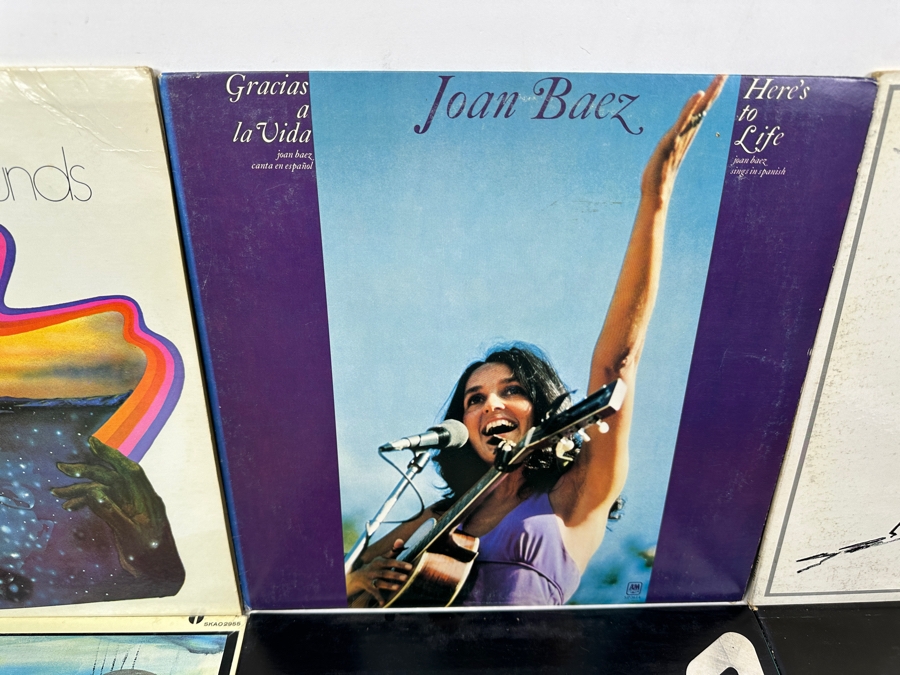 unds
Gracias
a
la Vida
joan baez
canta en español
Joan Baez
Here's
to
Life
joan baez
sings in spanish
A&M
SKAO 2955